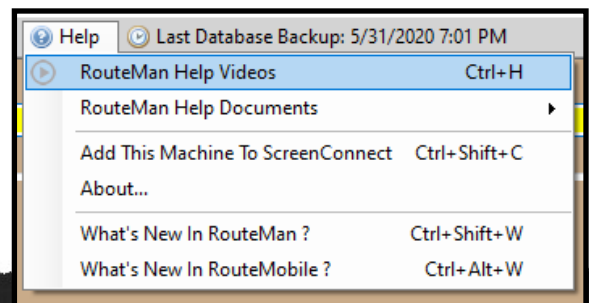 Help Last Database Backup: 5/31/2020 7:01 PM
RouteMan Help Videos Ctrl+H
RouteMan Help Documents
Add This Machine To ScreenConnect Ctrl+Shift+C
About...
What's New In RouteMan ? Ctrl+Shift+W
What's New In RouteMobile ? Ctrl+Alt+W